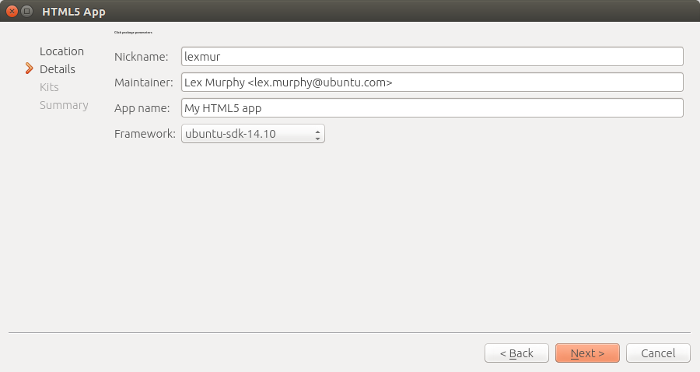 HTML5 App
Click package parameters
Location
Details
Kits
Summary
Nickname: lexmur
Maintainer: Lex Murphy <lex.murphy@ubuntu.com>
App name: My HTML5 app
Framework: ubuntu-sdk-14.10
< Back Next > Cancel